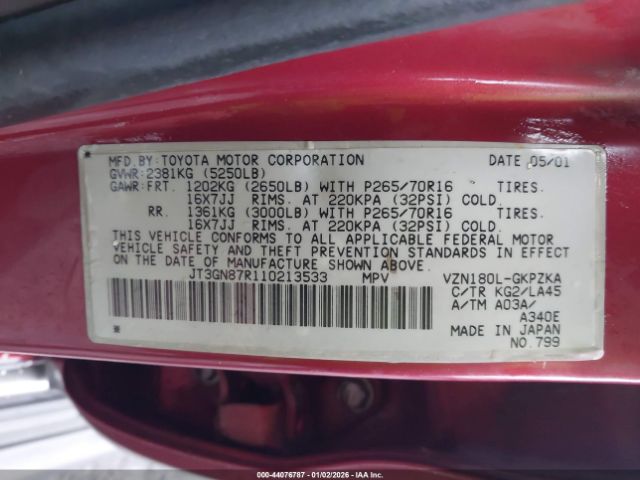 MFD.BY:TOYOTA MOTOR CORPORATION DATE 05/01
GVWR:2381KG (5250LB)
GAWR:FRT. 1202KG (2650LB) WITH P265/70R16 TIRES.
16X7JJ RIMS. AT 220KPA (32PSI) COLD.
RR. 1361KG (3000LB) WITH P265/70R16 TIRES.
16X7JJ RIMS. AT 220KPA (32PSI) COLD.
THIS VEHICLE CONFORMS TO ALL APPLICABLE FEDERAL MOTOR
VEHICLE SAFETY AND THEFT PREVENTION STANDARDS IN EFFECT
ON THE DATE OF MANUFACTURE SHOWN ABOVE.
JT3GN87R110213533 MPV VZN180L-GKPZKA
C/TR KG2/LA45
A/TM A03A/
A340E
MADE IN JAPAN
NO.799
IAA -44076787 - 01/02/2026 - IAAI.COM